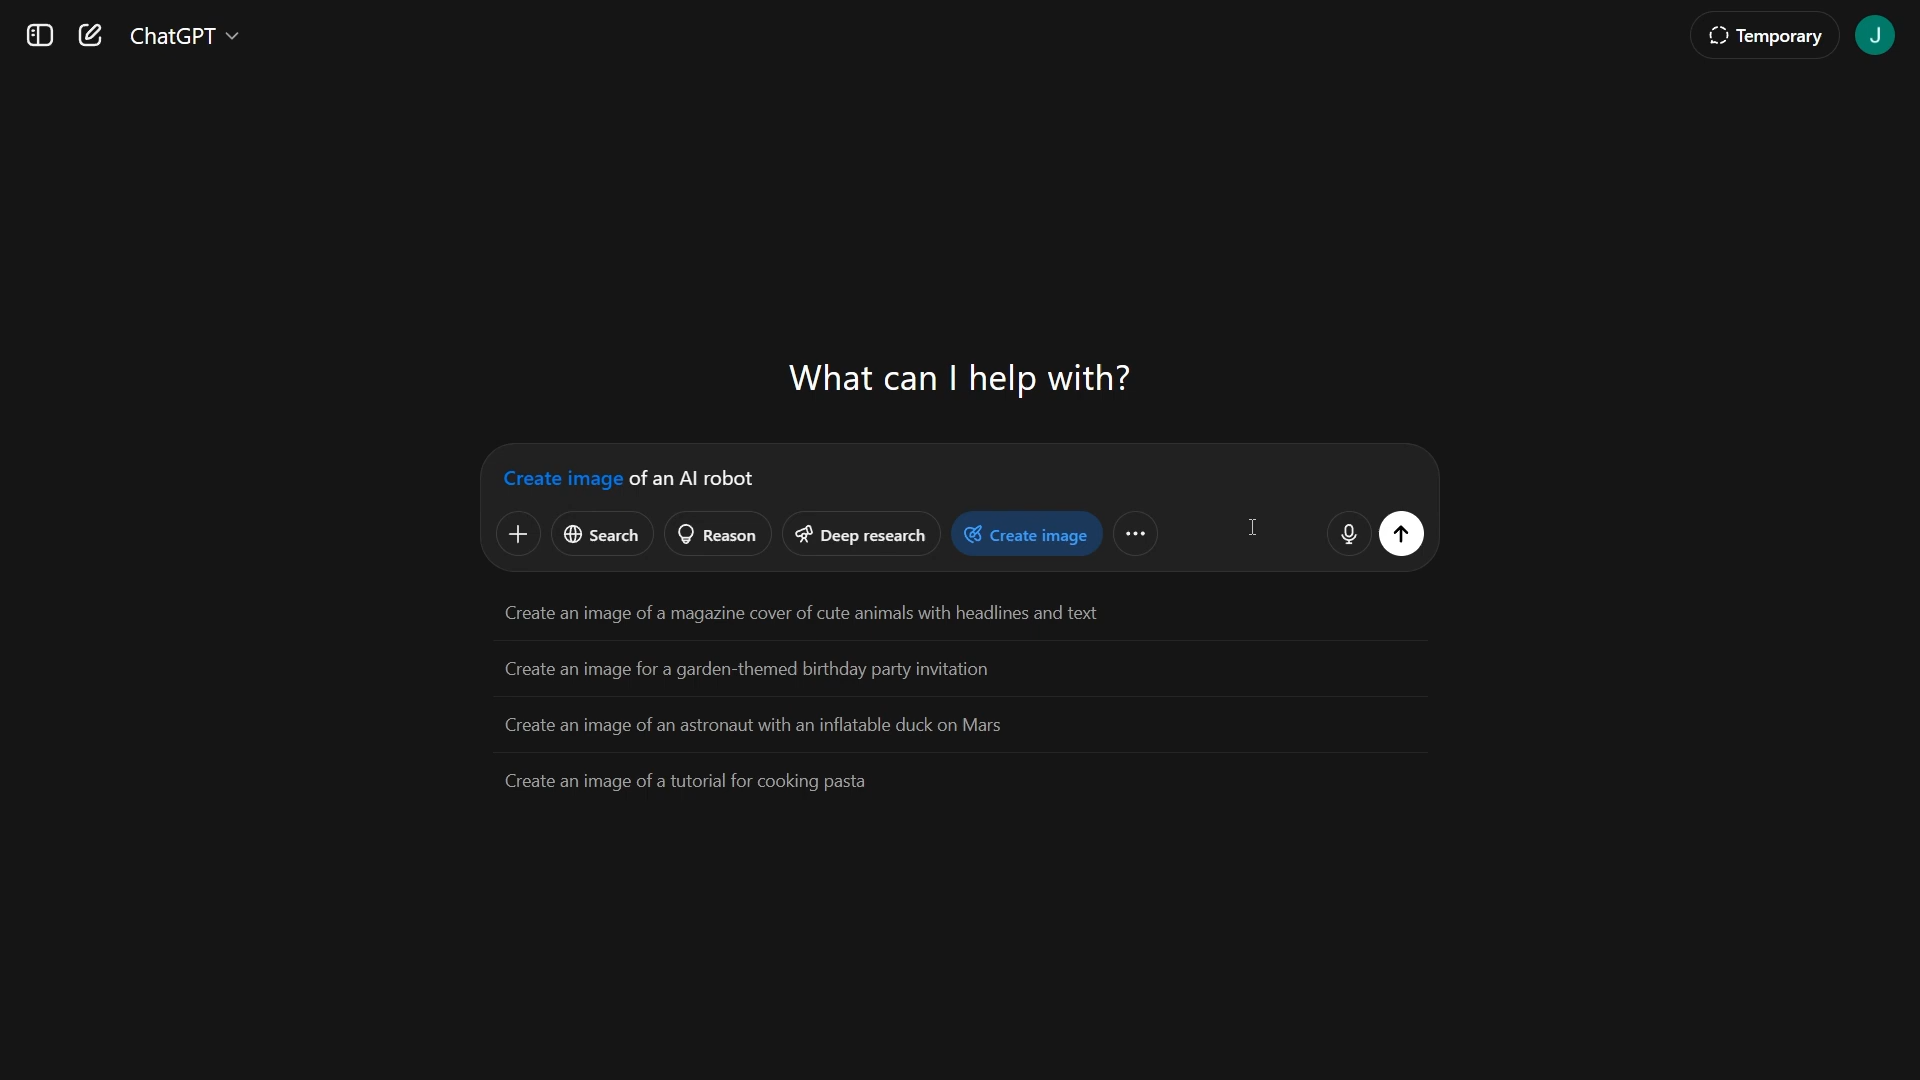 ChatGPT
Temporary
J
What can I help with?
Create image of an AI robot
Search
Reason
Deep research
Create image
Create an image of a magazine cover of cute animals with headlines and text
Create an image for a garden-themed birthday party invitation
Create an image of an astronaut with an inflatable duck on Mars
Create an image of a tutorial for cooking pasta